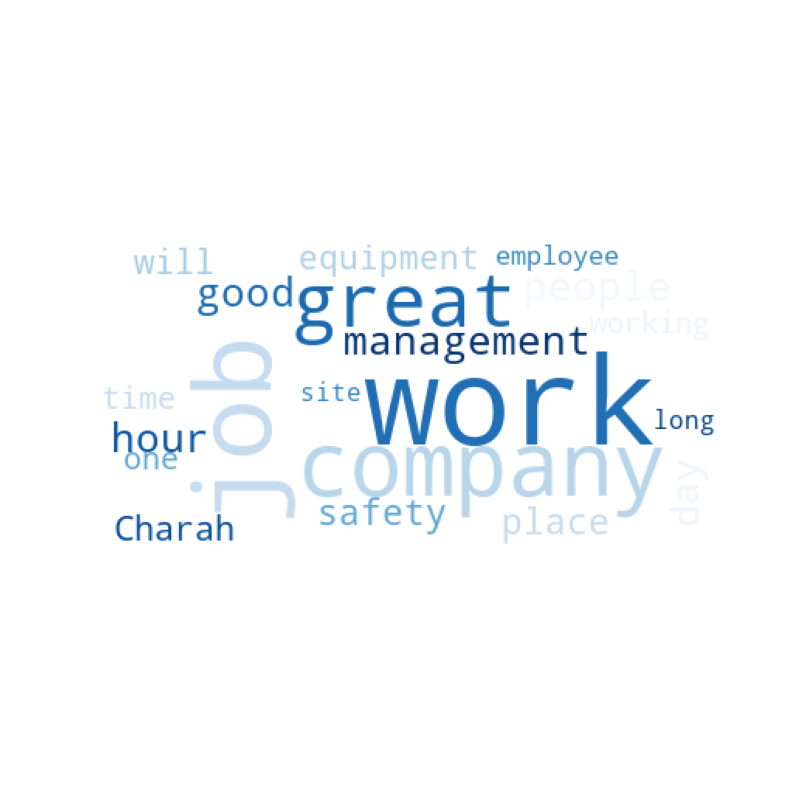 will
equipment
employee
good
great
people
working
management
job
work
time
site
long
hour
one
company
day
safety
place
Charah